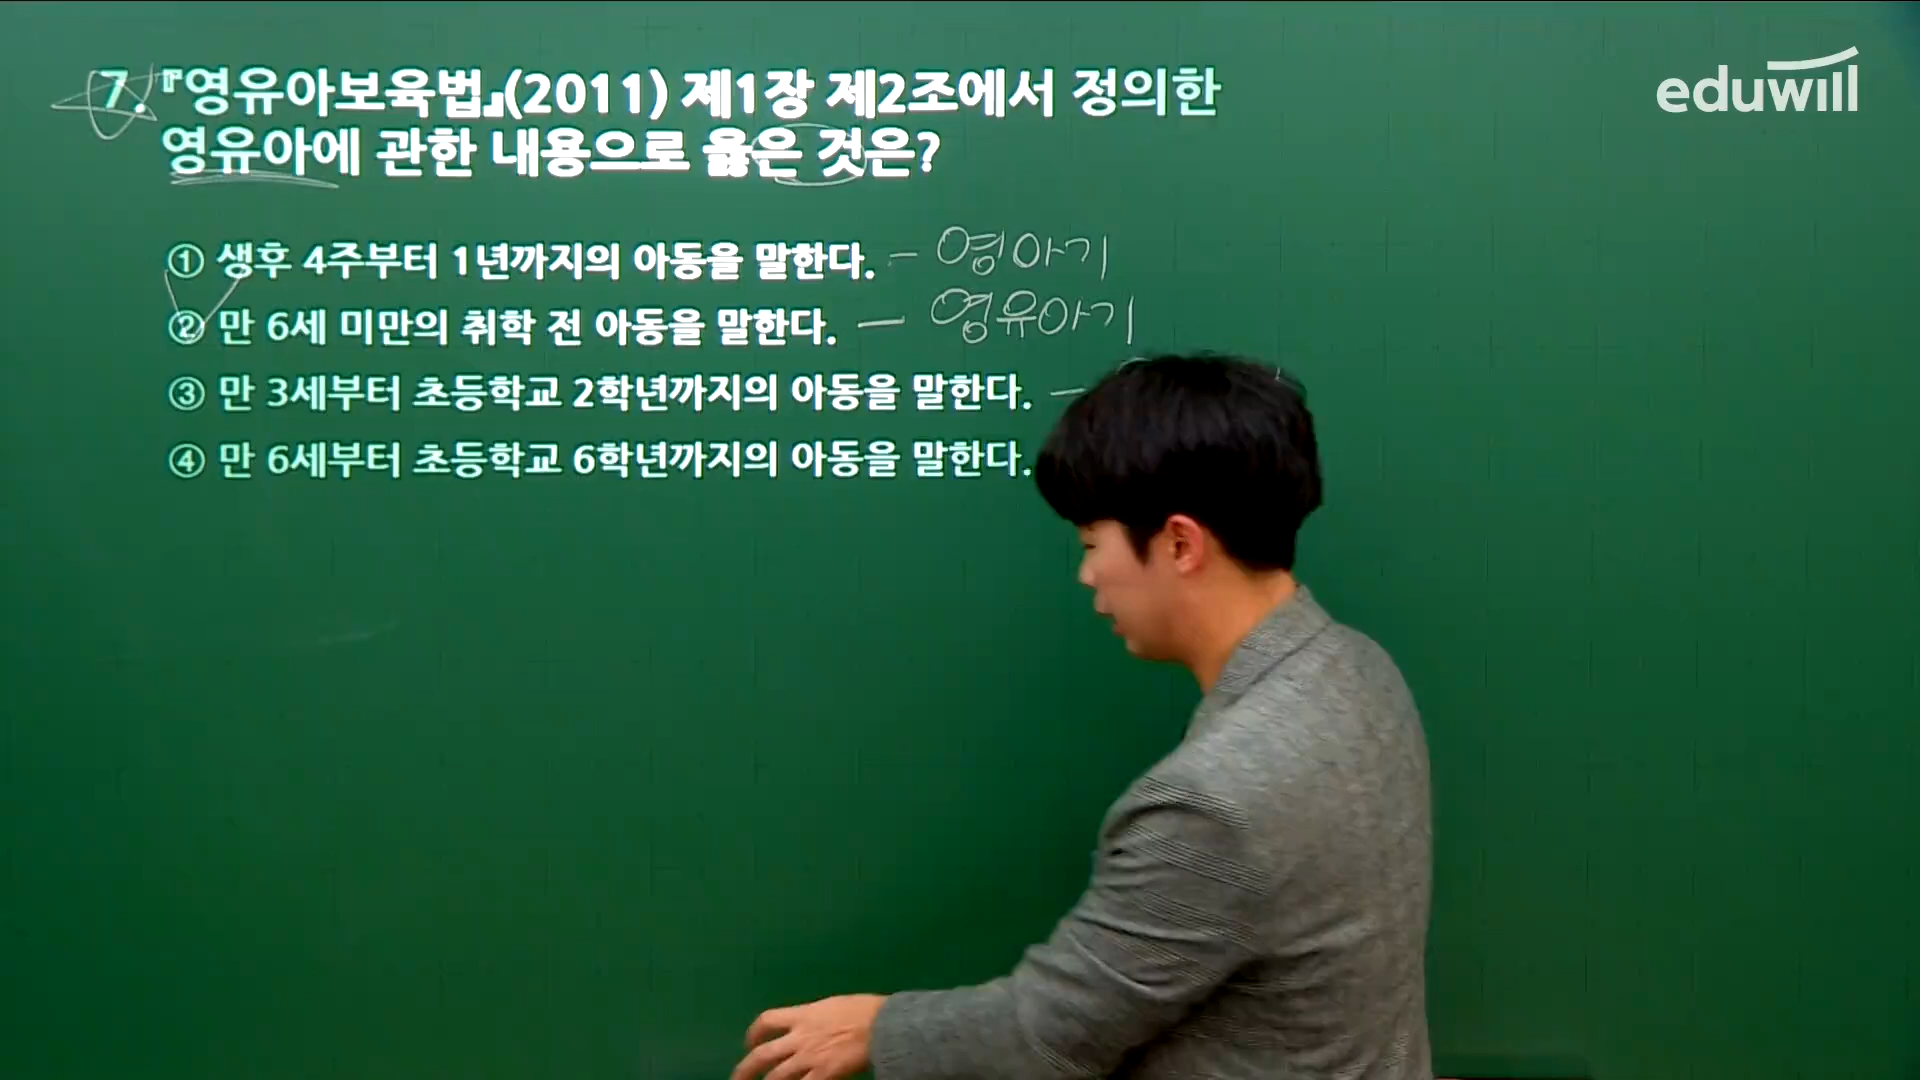 eduwill
7. 『영유아보육법』(2011) 제1장 제2조에서 정의한
영유아에 관한 내용으로 옳은 것은?
① 생후 4주부터 1년까지의 아동을 말한다. - 영아기
② 만 6세 미만의 취학 전 아동을 말한다. - 영유아기
③ 만 3세부터 초등학교 2학년까지의 아동을 말한다. -
④ 만 6세부터 초등학교 6학년까지의 아동을 말한다.